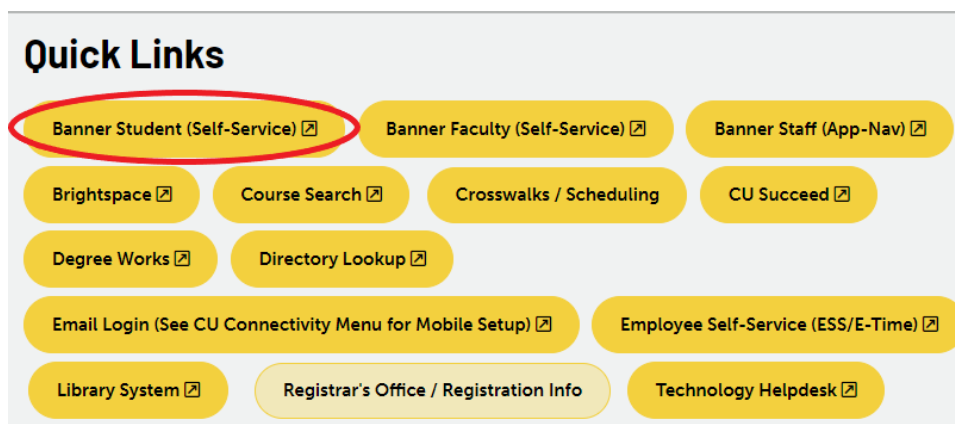 Quick Links
Banner Student (Self-Service)
Banner Faculty (Self-Service)
Banner Staff (App-Nav)
Brightspace
Course Search
Crosswalks / Scheduling
CU Succeed
Degree Works
Directory Lookup
Email Login (See CU Connectivity Menu for Mobile Setup)
Employee Self-Service (ESS/E-Time)
Library System
Registrar's Office / Registration Info
Technology Helpdesk